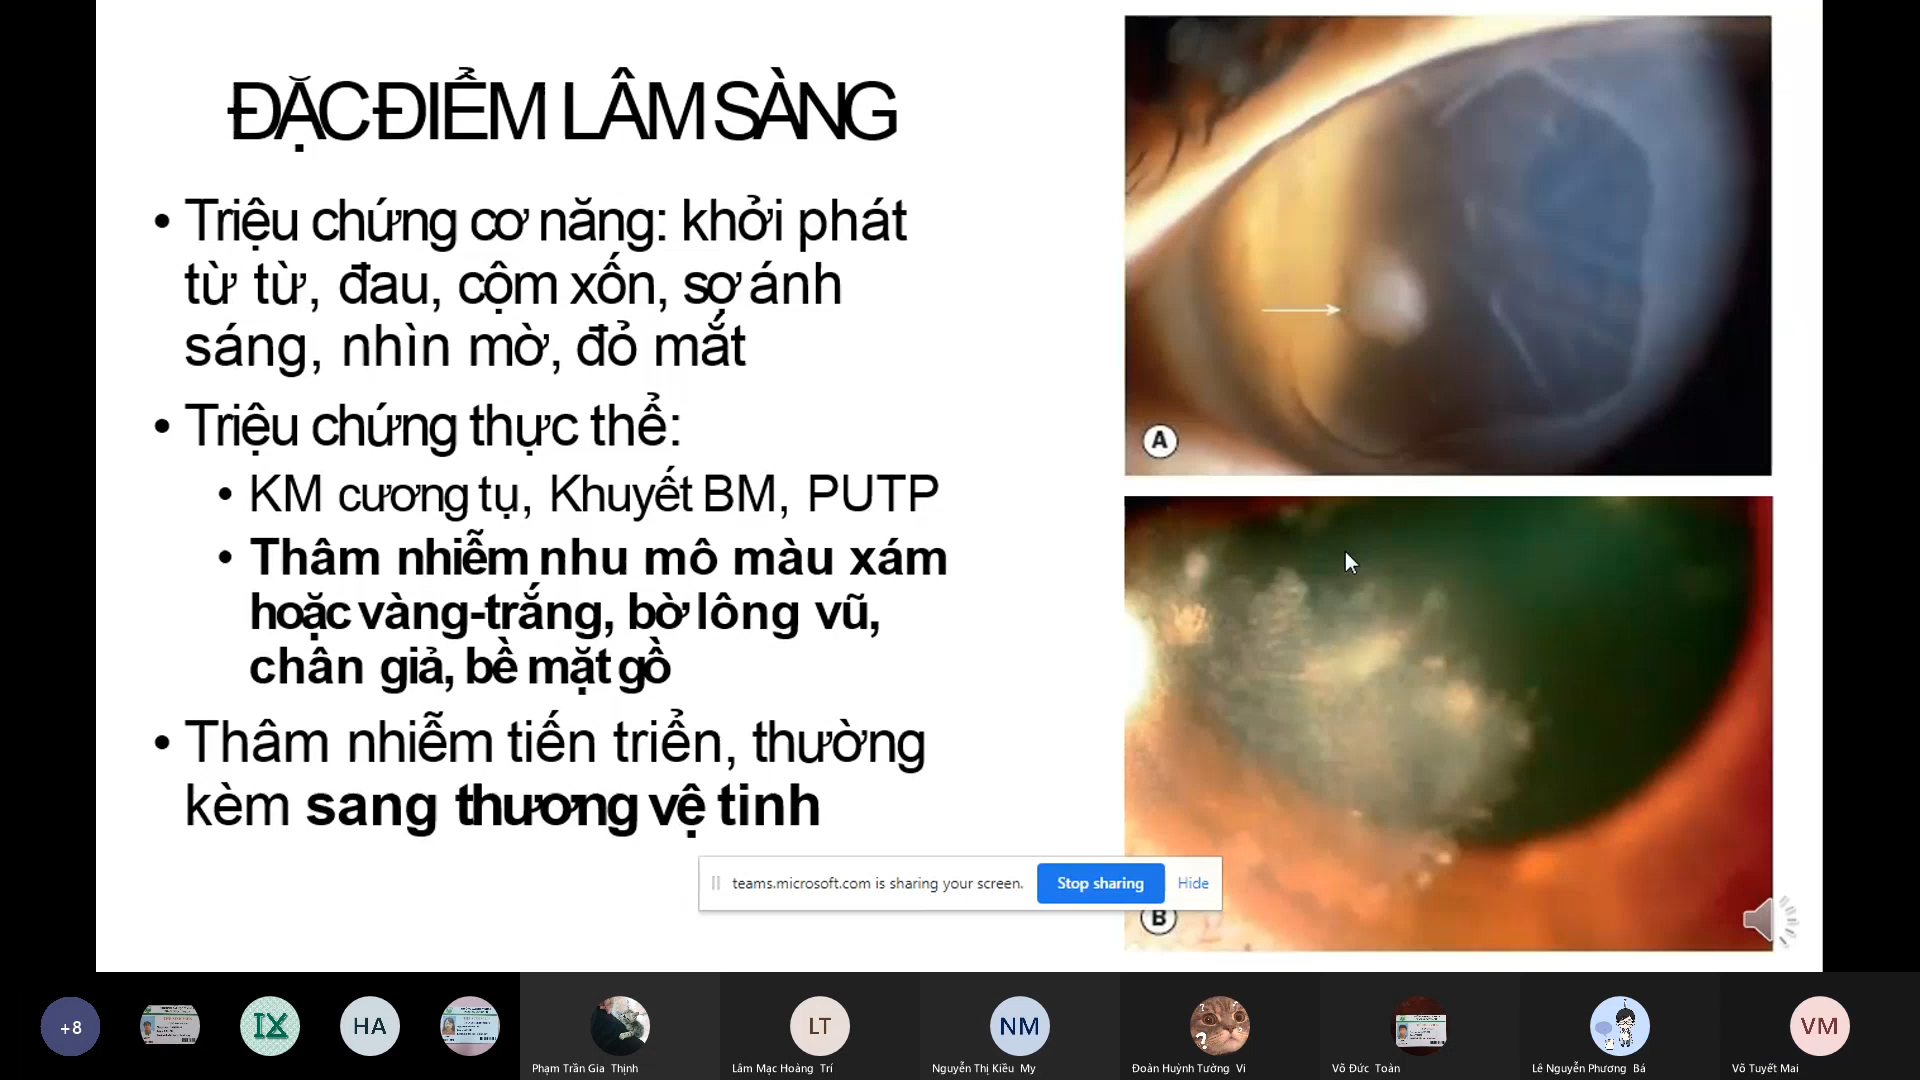 ĐẶC ĐIỂM LÂM SÀNG
• Triệu chứng cơ năng: khởi phát
từ từ, đau, cộm xốn, sợ ánh
sáng, nhìn mờ, đỏ mắt
• Triệu chứng thực thể:
• KM cương tụ, Khuyết BM, PUTP
• Thâm nhiễm nhu mô màu xám
hoặc vàng-trắng, bờ lông vũ,
chân giả, bề mặt gồ
• Thâm nhiễm tiến triển, thường
kèm sang thương vệ tinh
A
B
teams.microsoft.com is sharing your screen.
Stop sharing
Hide
+8
IX
HA
LT
NM
VM
Phạm Trần Gia Thịnh
Lâm Mạc Hoàng Trí
Nguyễn Thị Kiều My
Đoàn Huỳnh Tường Vi
Võ Đức Toàn
Lê Nguyễn Phương Bá
Võ Tuyết Mai